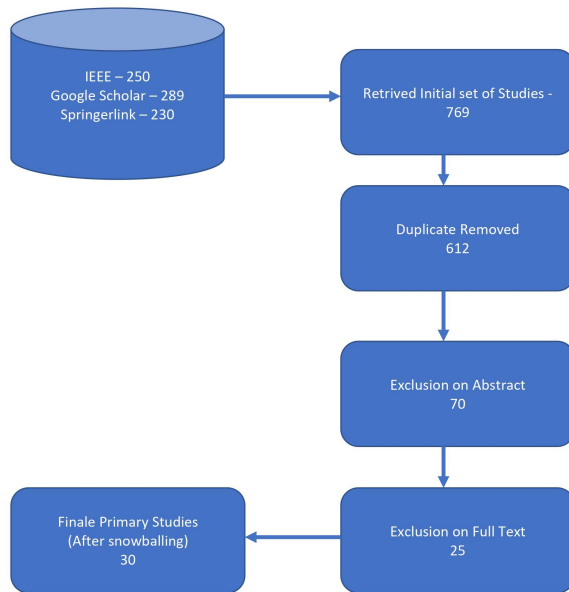 IEEE – 250
Google Scholar – 289
Springerlink – 230
Retrived Initial set of Studies -
769
Duplicate Removed
612
Exclusion on Abstract
70
Exclusion on Full Text
25
Finale Primary Studies
(After snowballing)
30